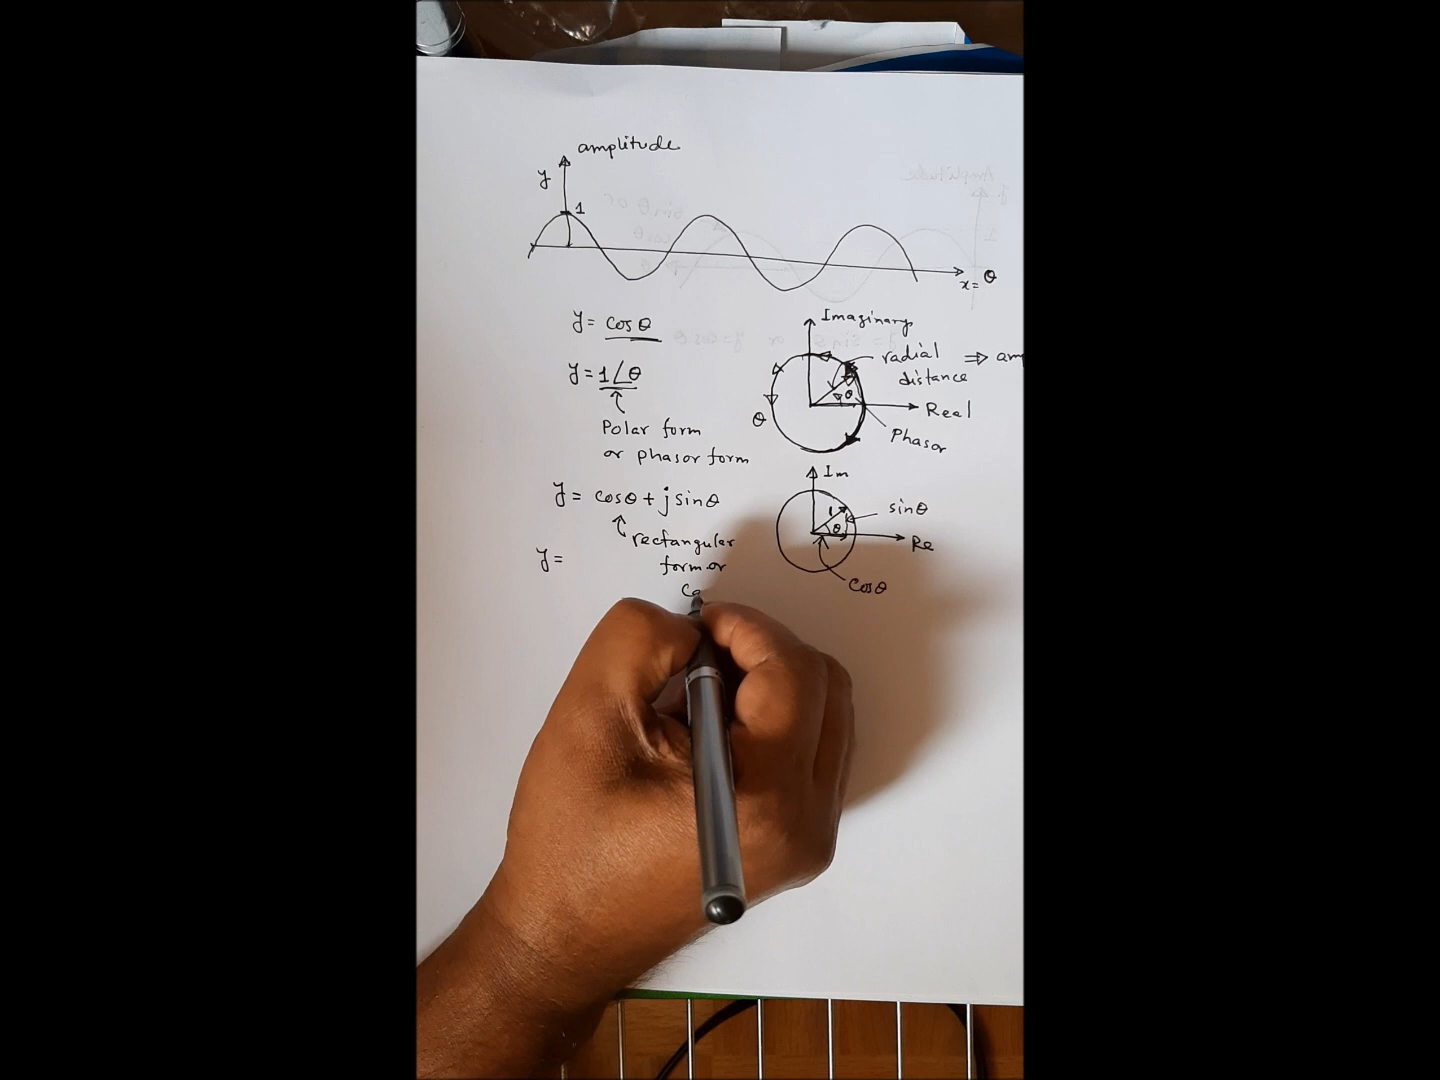 amplitude
y
1
x = θ
y = cos θ
y = 1∠θ
Polar form
or phasor form
Imaginary
radial ⇒ am
distance
θ
Real
θ
Phasor
y = cosθ + j sinθ
rectangular
form or
Co
y =
Im
1
sinθ
θ
Re
cosθ